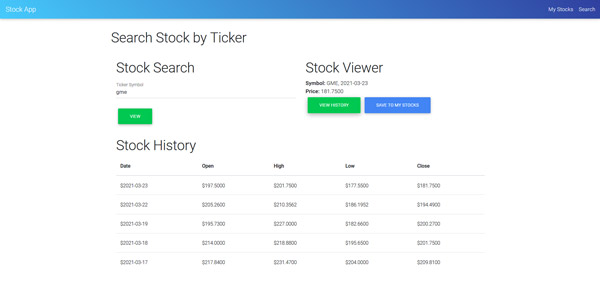 Stock App
My Stocks Search
Search Stock by Ticker
Stock Search
Ticker Symbol
gme
VIEW
Stock Viewer
Symbol: GME, 2021-03-23
Price: 181.7500
VIEW HISTORY SAVE TO MY STOCKS
Stock History
Date Open High Low Close
$2021-03-23 $197.5000 $201.7500 $177.5500 $181.7500
$2021-03-22 $205.2600 $210.3562 $186.1952 $194.4900
$2021-03-19 $195.7300 $227.0000 $182.6600 $200.2700
$2021-03-18 $214.0000 $218.8800 $195.6500 $201.7500
$2021-03-17 $217.8400 $231.4700 $204.0000 $209.8100